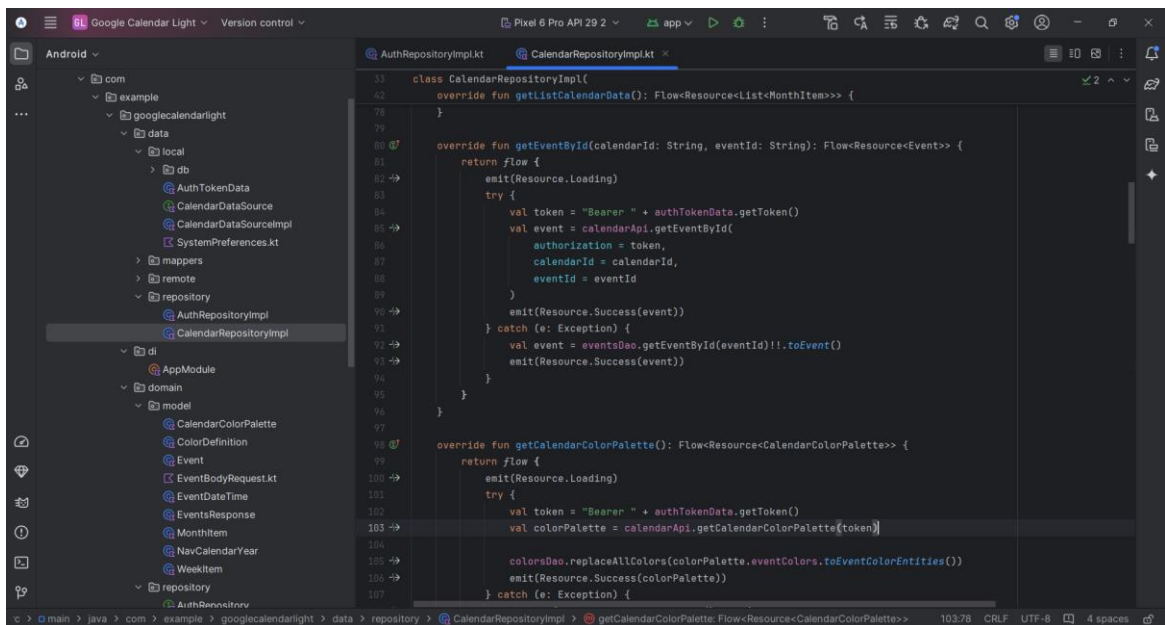 GL Google Calendar Light Version control Pixel 6 Pro API 29 2 app
Android
com
example
googlecalendarlight
data
local
db
AuthTokenData
CalendarDataSource
CalendarDataSourceImpl
SystemPreferences.kt
mappers
remote
repository
AuthRepositoryImpl
CalendarRepositoryImpl
di
AppModule
domain
model
CalendarColorPalette
ColorDefinition
Event
EventBodyRequest.kt
EventDateTime
EventsResponse
MonthItem
NavCalendarYear
WeekItem
repository
AuthRepository
AuthRepositoryImpl.kt CalendarRepositoryImpl.kt
2
33 class CalendarRepositoryImpl(
42 override fun getListCalendarData(): Flow<Resource<List<MonthItem>>> {
78 }
79
80 override fun getEventById(calendarId: String, eventId: String): Flow<Resource<Event>> {
81 return flow {
82 emit(Resource.Loading)
83 try {
84 val token = "Bearer " + authTokenData.getToken()
85 val event = calendarApi.getEventById(
86 authorization = token,
87 calendarId = calendarId,
88 eventId = eventId
89 )
90 emit(Resource.Success(event))
91 } catch (e: Exception) {
92 val event = eventsDao.getEventById(eventId)!!.toEvent()
93 emit(Resource.Success(event))
94 }
95 }
96 }
97
98 override fun getCalendarColorPalette(): Flow<Resource<CalendarColorPalette>> {
99 return flow {
100 emit(Resource.Loading)
101 try {
102 val token = "Bearer " + authTokenData.getToken()
103 val colorPalette = calendarApi.getCalendarColorPalette(token)
104
105 colorsDao.replaceAllColors(colorPalette.eventColors.toEventColorEntities())
106 emit(Resource.Success(colorPalette))
107 } catch (e: Exception) {
main > java > com > example > googlecalendarlight > data > repository > CalendarRepositoryImpl > getCalendarColorPalette: Flow<Resource<CalendarColorPalette>> 103:78 CRLF UTF-8 4 spaces